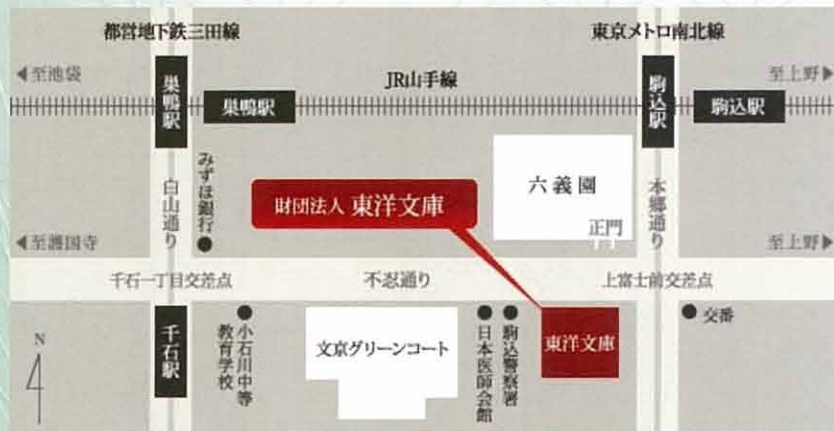 都営地下鉄三田線
東京メトロ南北線
至池袋
巣鴨駅
巣鴨駅
JR山手線
駒込駅
駒込駅
至上野
白山通り
みずほ銀行
財団法人 東洋文庫
六義園
正門
本郷通り
至護国寺
至上野
千石一丁目交差点
不忍通り
上富士前交差点
N
千石駅
小石川中等
教育学校
文京グリーンコート
日本医師会館
駒込警察署
東洋文庫
交番